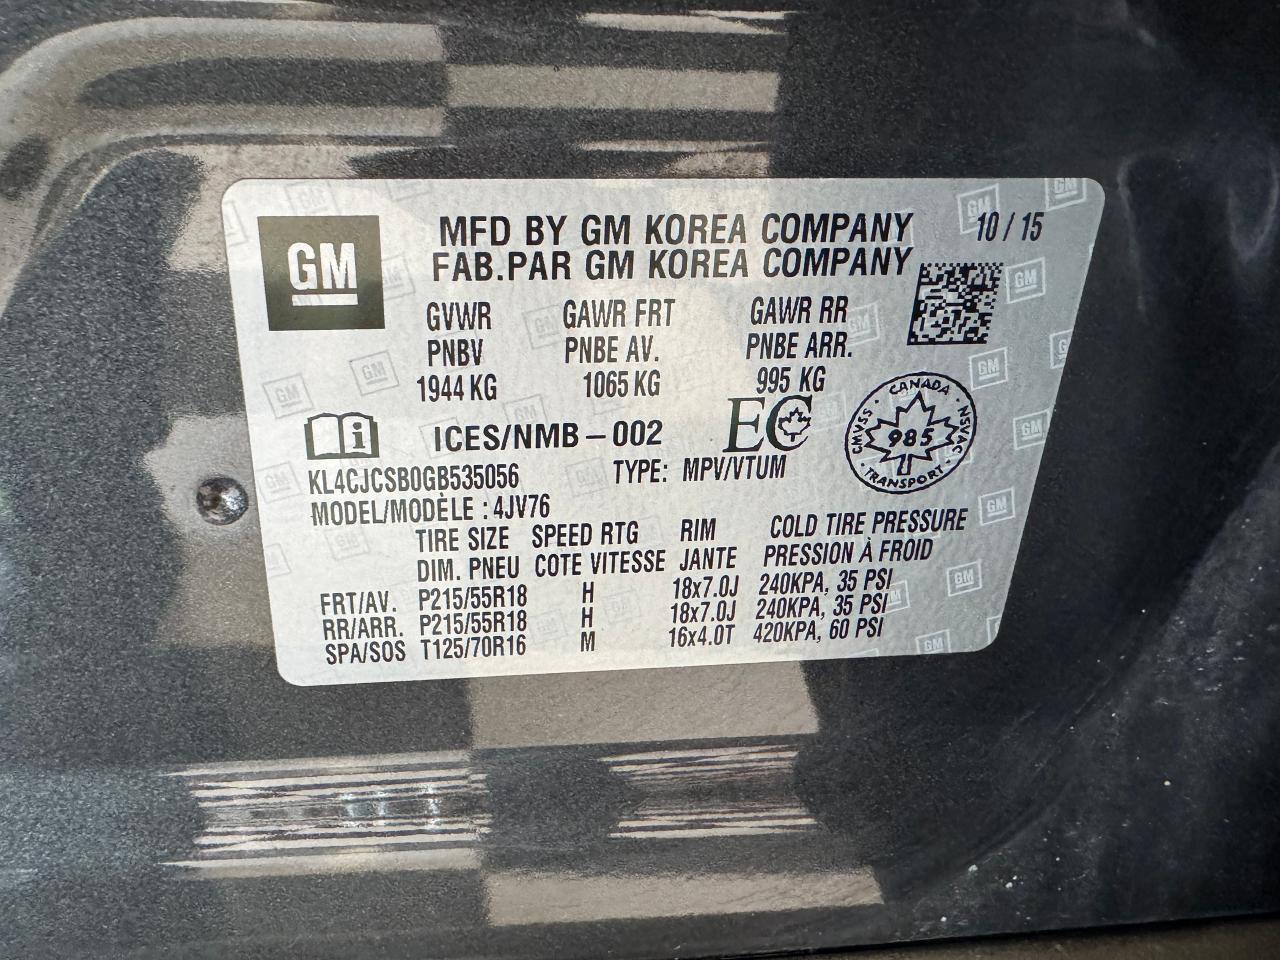 GM
MFD BY GM KOREA COMPANY 10 / 15
FAB.PAR GM KOREA COMPANY
GVWR GAWR FRT GAWR RR
PNBV PNBE AV. PNBE ARR.
1944 KG 1065 KG 995 KG
ICES/NMB-002 EC
CANADA CMVSS · NSVAC 985 TRANSPORT
KL4CJCSB0GB535056 TYPE: MPV/VTUM
MODEL/MODÈLE : 4JV76
TIRE SIZE SPEED RTG RIM COLD TIRE PRESSURE
DIM. PNEU COTE VITESSE JANTE PRESSION À FROID
FRT/AV. P215/55R18 H 18x7.0J 240KPA, 35 PSI
RR/ARR. P215/55R18 H 18x7.0J 240KPA, 35 PSI
SPA/SOS T125/70R16 M 16x4.0T 420KPA, 60 PSI